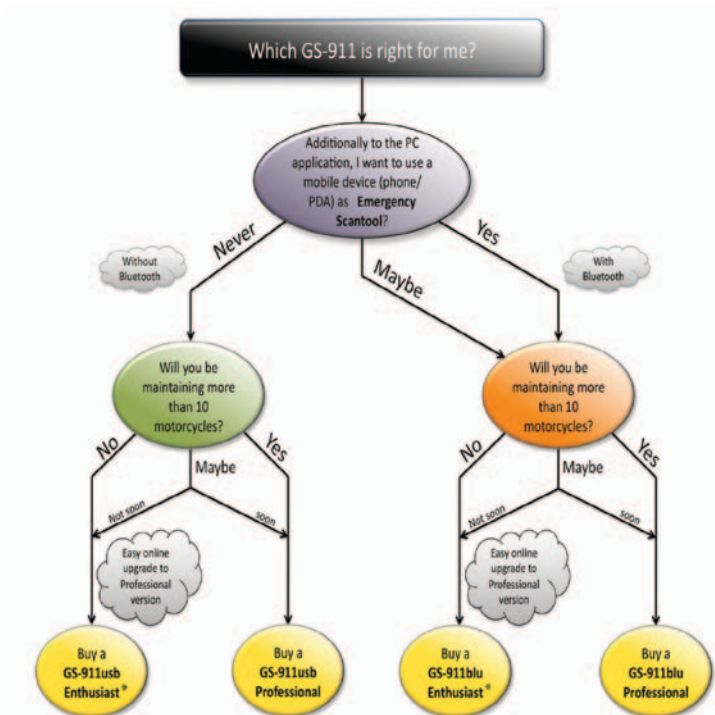 Which GS-911 is right for me?
Additionally to the PC
application, I want to use a
mobile device (phone/
PDA) as Emergency
Scantool?
Never
Maybe
Yes
Without
Bluetooth
With
Bluetooth
Will you be
maintaining more
than 10
motorcycles?
No
Maybe
Yes
Not soon
soon
Easy online
upgrade to
Professional
version
Will you be
maintaining more
than 10
motorcycles?
No
Maybe
Yes
Not soon
soon
Easy online
upgrade to
Professional
version
Buy a
GS-911usb
Enthusiast*
Buy a
GS-911usb
Professional
Buy a
GS-911blu
Enthusiast*
Buy a
GS-911blu
Professional